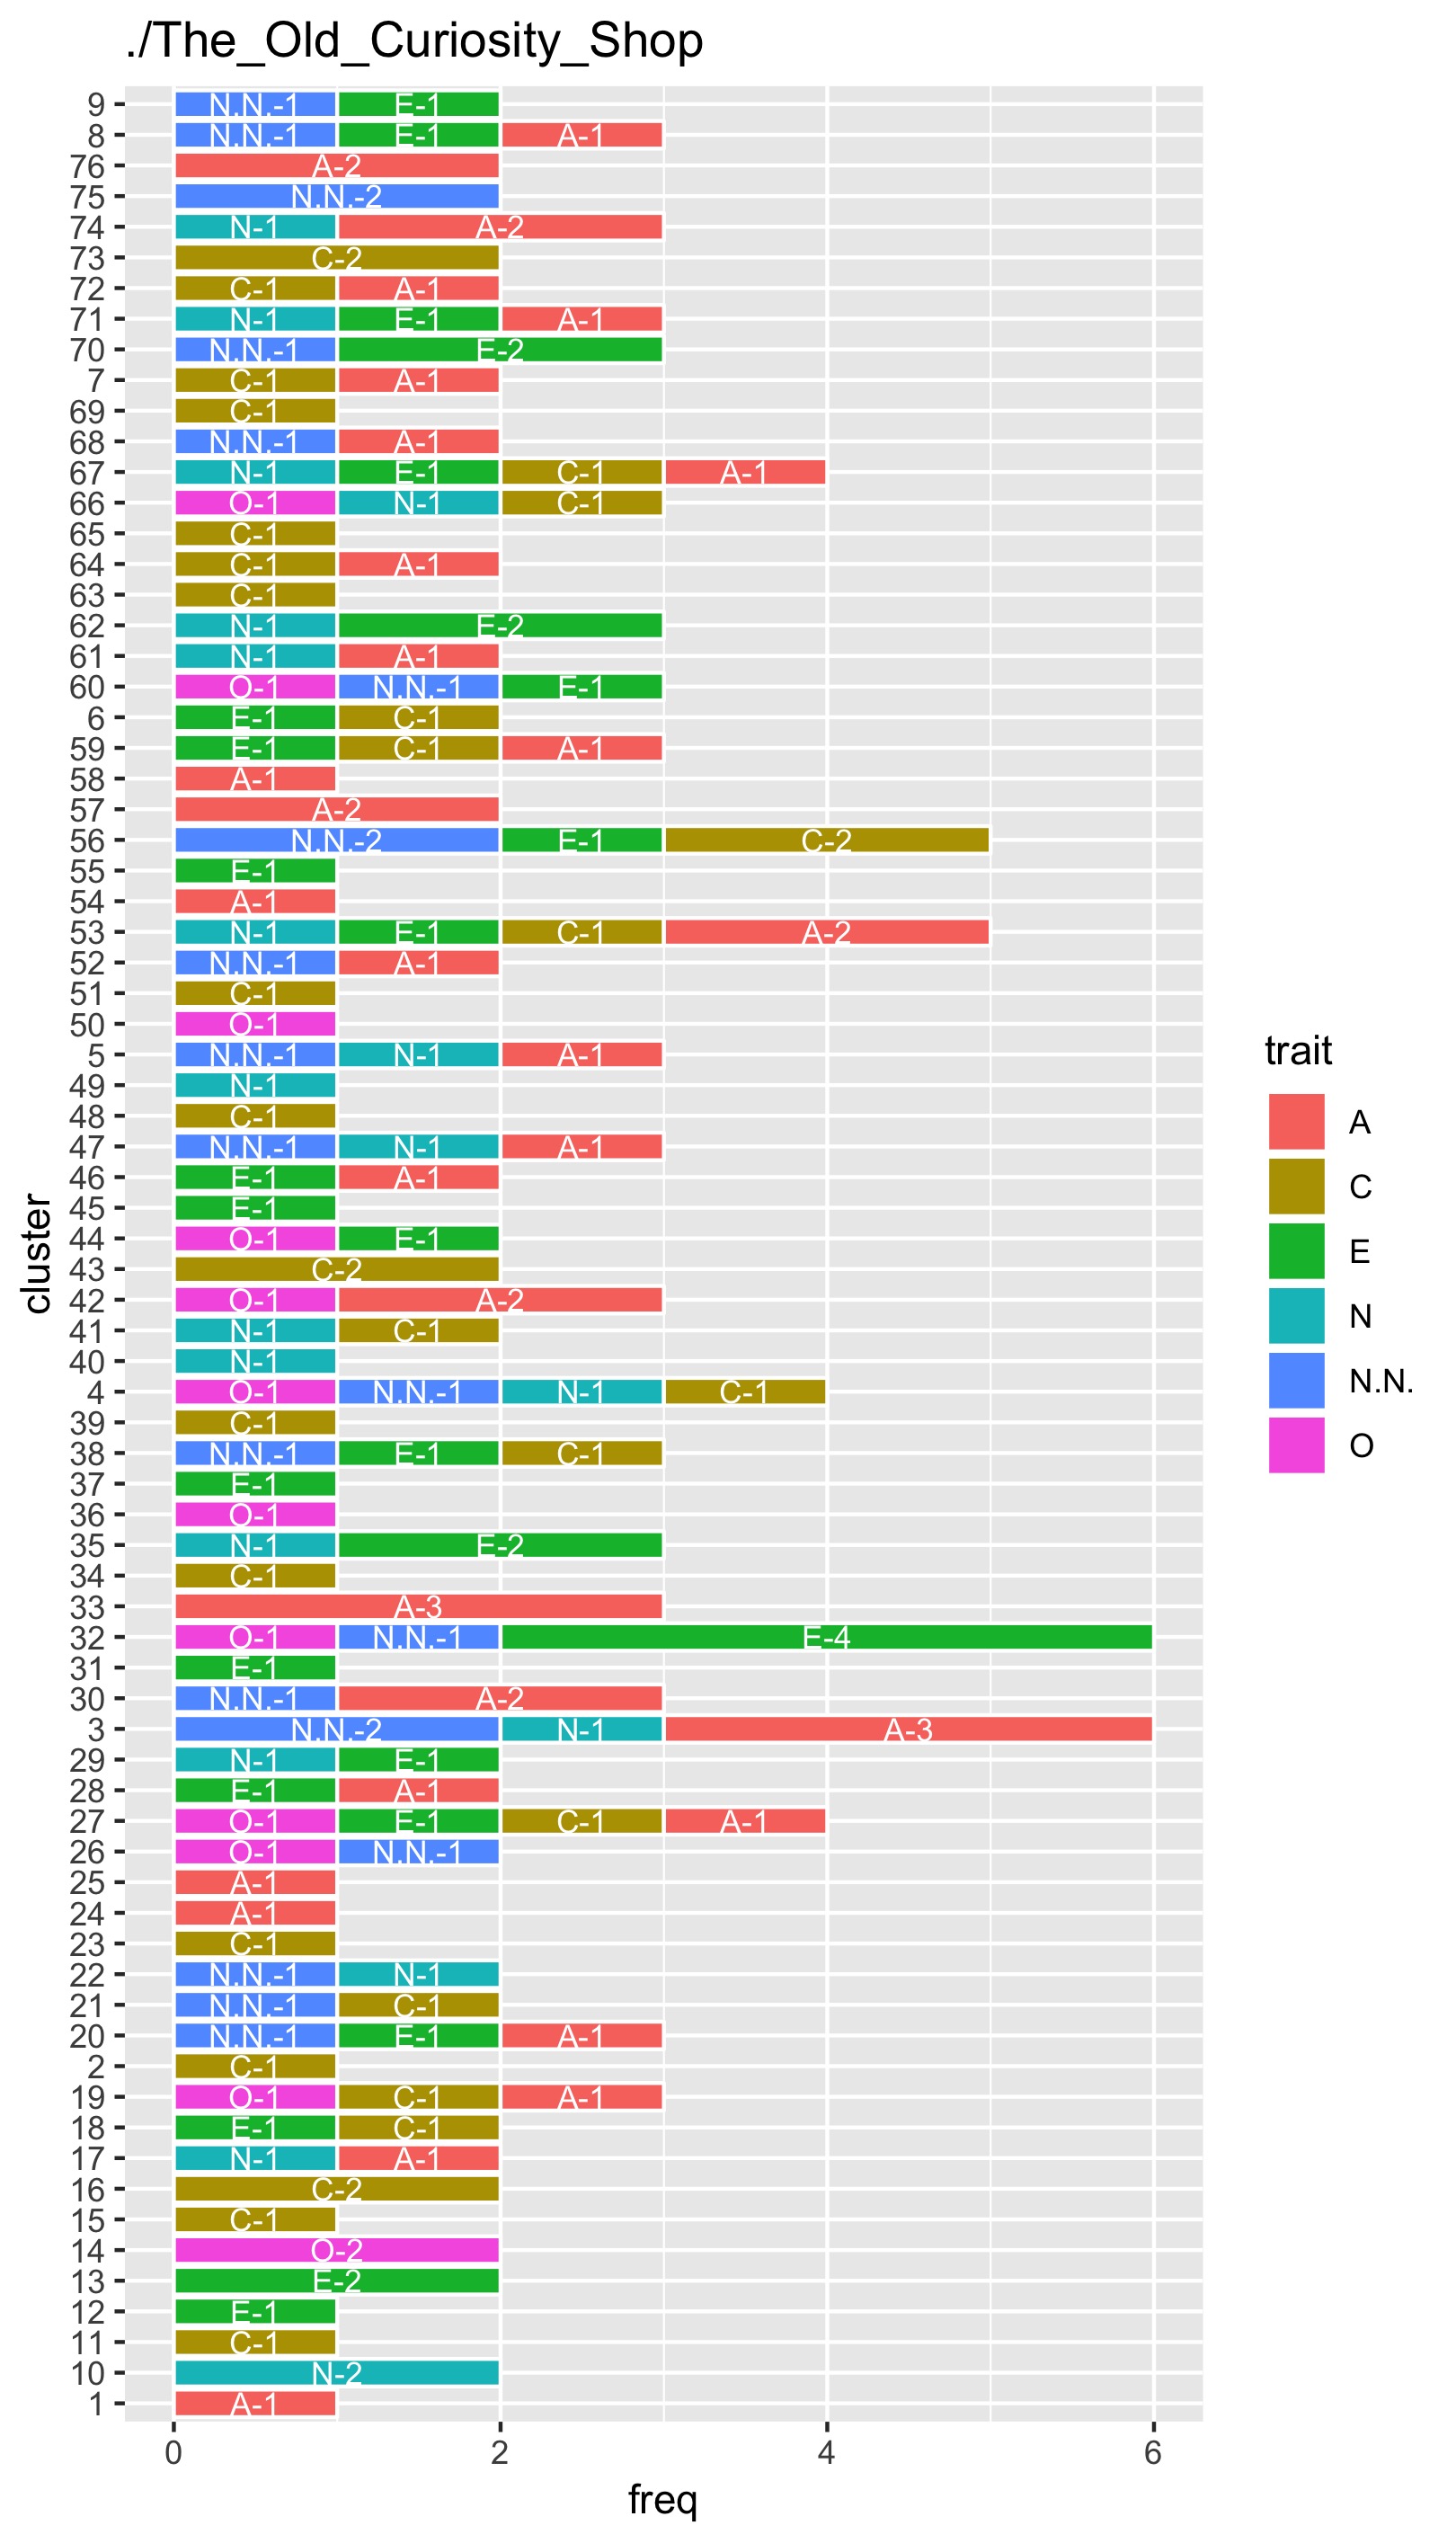 ./The_Old_Curiosity_Shop
9 N.N.-1 E-1
8 N.N.-1 E-1 A-1
76 A-2
75 N.N.-2
74 N-1 A-2
73 C-2
72 C-1 A-1
71 N-1 E-1 A-1
70 N.N.-1 E-2
7 C-1 A-1
69 C-1
68 N.N.-1 A-1
67 N-1 E-1 C-1 A-1
66 O-1 N-1 C-1
65 C-1
64 C-1 A-1
63 C-1
62 N-1 E-2
61 N-1 A-1
60 O-1 N.N.-1 E-1
6 E-1 C-1
59 E-1 C-1 A-1
58 A-1
57 A-2
56 N.N.-2 E-1 C-2
55 E-1
54 A-1
53 N-1 E-1 C-1 A-2
52 N.N.-1 A-1
51 C-1
50 O-1
5 N.N.-1 N-1 A-1
49 N-1
48 C-1
47 N.N.-1 N-1 A-1
46 E-1 A-1
45 E-1
44 O-1 E-1
43 C-2
42 O-1 A-2
41 N-1 C-1
40 N-1
4 O-1 N.N.-1 N-1 C-1
39 C-1
38 N.N.-1 E-1 C-1
37 E-1
36 O-1
35 N-1 E-2
34 C-1
33 A-3
32 O-1 N.N.-1 E-4
31 E-1
30 N.N.-1 A-2
3 N.N.-2 N-1 A-3
29 N-1 E-1
28 E-1 A-1
27 O-1 E-1 C-1 A-1
26 O-1 N.N.-1
25 A-1
24 A-1
23 C-1
22 N.N.-1 N-1
21 N.N.-1 C-1
20 N.N.-1 E-1 A-1
2 C-1
19 O-1 C-1 A-1
18 E-1 C-1
17 N-1 A-1
16 C-2
15 C-1
14 O-2
13 E-2
12 E-1
11 C-1
10 N-2
1 A-1
0 2 4 6
freq
cluster
trait
A
C
E
N
N.N.
O